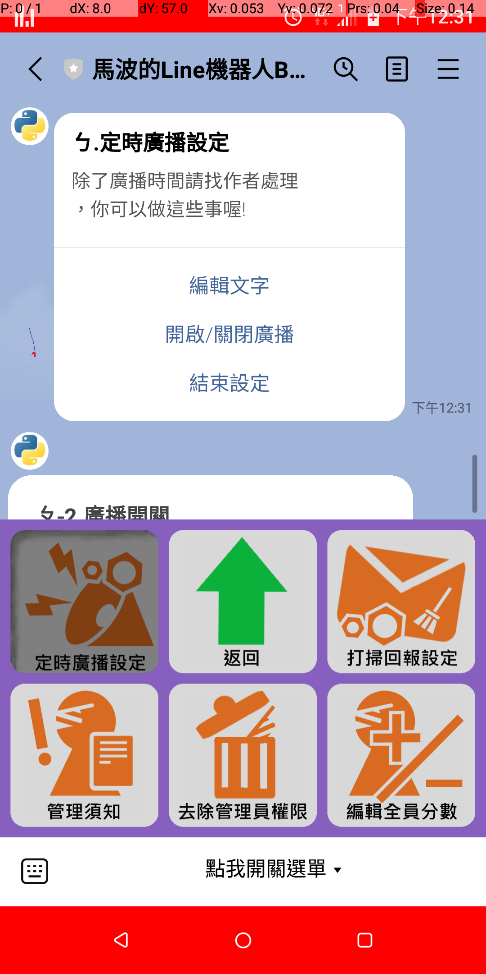 P: 0 / 1 dX: 8.0 dY: 57.0 Xv: 0.053 Yv: 0.072 Prs: 0.04 Size: 0.14
下午12:31
馬波的Line機器人B...
ㄅ.定時廣播設定
除了廣播時間請找作者處理
，你可以做這些事喔!
編輯文字
開啟/關閉廣播
結束設定
下午12:31
ㄆ-2.廣播開關
定時廣播設定
返回
打掃回報設定
管理須知
去除管理員權限
編輯全員分數
點我開關選單